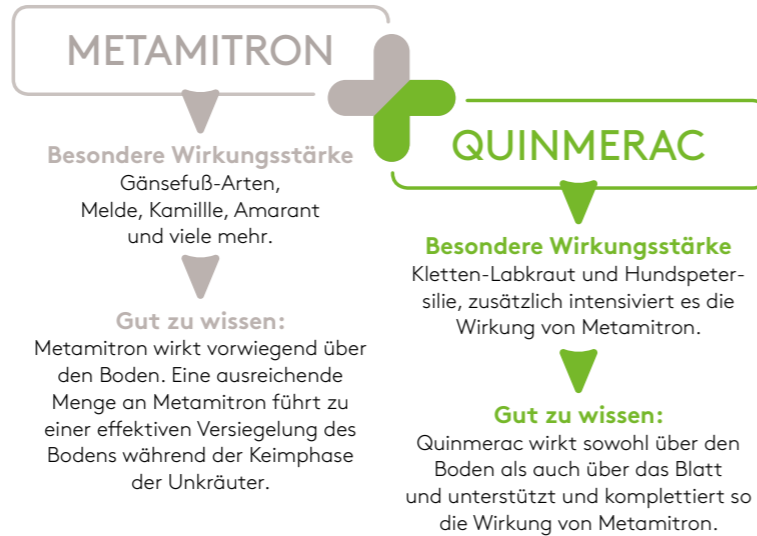 METAMITRON
Besondere Wirkungsstärke
Gänsefuß-Arten,
Melde, Kamillle, Amarant
und viele mehr.
Gut zu wissen:
Metamitron wirkt vorwiegend über
den Boden. Eine ausreichende
Menge an Metamitron führt zu
einer effektiven Versiegelung des
Bodens während der Keimphase
der Unkräuter.
QUINMERAC
Besondere Wirkungsstärke
Kletten-Labkraut und Hundspeter-
silie, zusätzlich intensiviert es die
Wirkung von Metamitron.
Gut zu wissen:
Quinmerac wirkt sowohl über den
Boden als auch über das Blatt
und unterstützt und komplettiert so
die Wirkung von Metamitron.